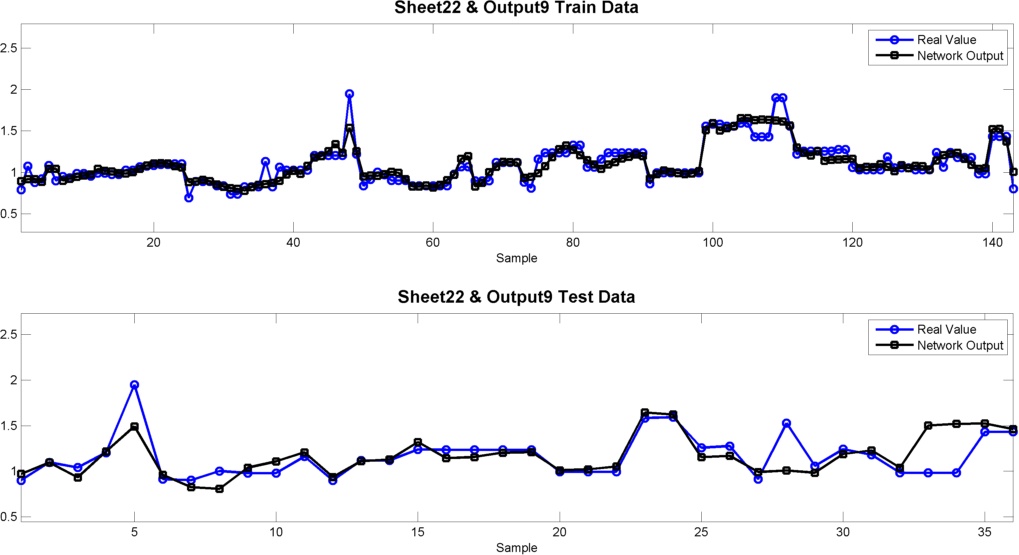 Sheet22 & Output9 Train Data
2.5
2
1.5
1
0.5
Real Value
Network Output
20 40 60 80 100 120 140
Sample
Sheet22 & Output9 Test Data
2.5
2
1.5
1
0.5
Real Value
Network Output
5 10 15 20 25 30 35
Sample